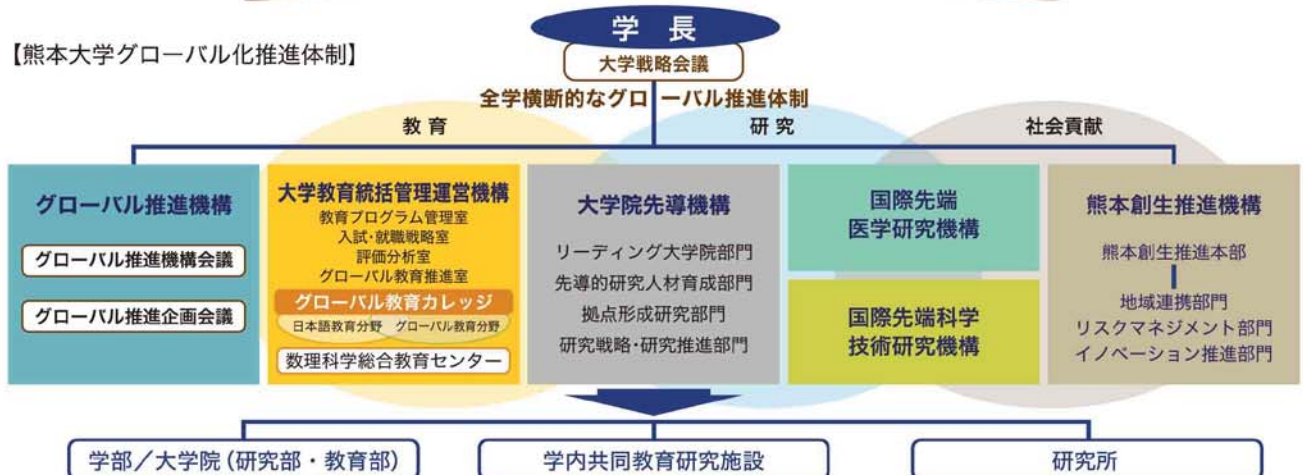 学 長
【熊本大学グローバル化推進体制】
大学戦略会議
全学横断的なグローバル推進体制
教 育
研 究
社会貢献
グローバル推進機構
グローバル推進機構会議
グローバル推進企画会議
大学教育統括管理運営機構
教育プログラム管理室
入試・就職戦略室
評価分析室
グローバル教育推進室
グローバル教育カレッジ
日本語教育分野 グローバル教育分野
数理科学総合教育センター
大学院先導機構
リーディング大学院部門
先導的研究人材育成部門
拠点形成研究部門
研究戦略・研究推進部門
国際先端
医学研究機構
国際先端科学
技術研究機構
熊本創生推進機構
熊本創生推進本部
地域連携部門
リスクマネジメント部門
イノベーション推進部門
学部／大学院（研究部・教育部）
学内共同教育研究施設
研究所